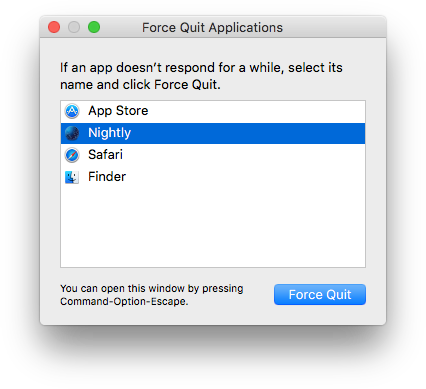 Force Quit Applications
If an app doesn’t respond for a while, select its
name and click Force Quit.
App Store
Nightly
Safari
Finder
You can open this window by pressing
Command-Option-Escape.
Force Quit